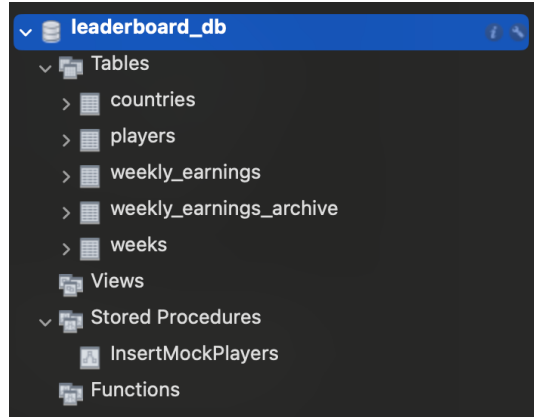 leaderboard_db
Tables
countries
players
weekly_earnings
weekly_earnings_archive
weeks
Views
Stored Procedures
InsertMockPlayers
Functions